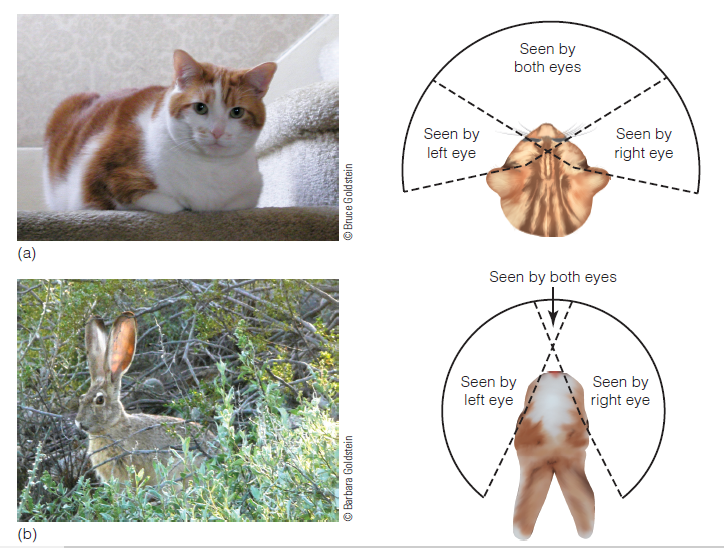 Seen by
both eyes
Seen by
left eye
Seen by
right eye
© Bruce Goldstein
(a)
Seen by both eyes
Seen by
left eye
Seen by
right eye
© Barbara Goldstein
(b)